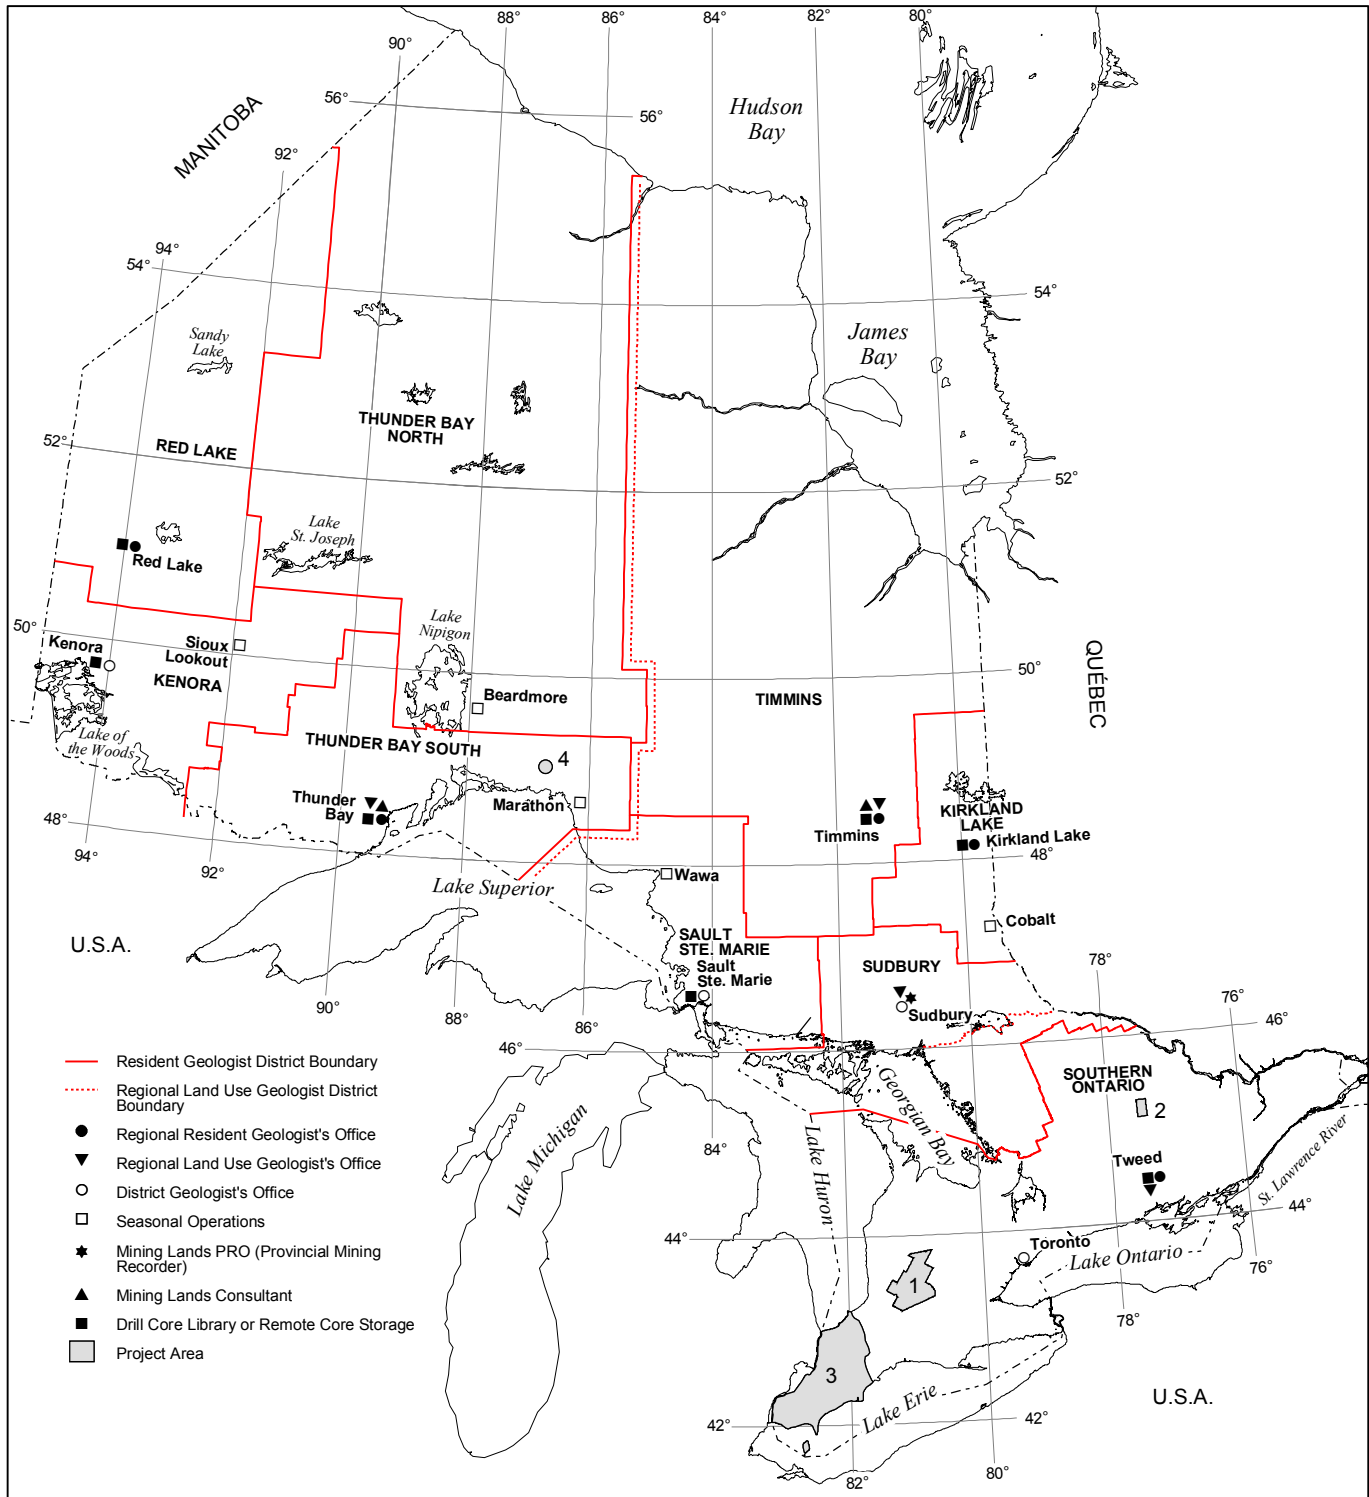 88°
86°
84°
82°
80°
90°
56°
56°
Hudson
Bay
MANITOBA
92°
94°
54°
54°
Sandy
Lake
James
Bay
THUNDER BAY
NORTH
52°
RED LAKE
52°
Lake
St. Joseph
Red Lake
50°
Kenora
Sioux
Lookout
KENORA
Lake
Nipigon
Beardmore
50°
TIMMINS
QUÉBEC
Lake of
the Woods
THUNDER BAY SOUTH
4
Thunder
Bay
Marathon
Timmins
KIRKLAND
LAKE
Kirkland Lake
48°
48°
94°
92°
Lake Superior
Wawa
U.S.A.
Cobalt
SAULT
STE. MARIE
Sault
Ste. Marie
SUDBURY
Sudbury
78°
76°
90°
88°
86°
46°
46°
Resident Geologist District Boundary
Regional Land Use Geologist District
Boundary
Regional Resident Geologist's Office
Regional Land Use Geologist's Office
District Geologist's Office
Seasonal Operations
Mining Lands PRO (Provincial Mining
Recorder)
Mining Lands Consultant
Drill Core Library or Remote Core Storage
Project Area
Lake Michigan
Georgian Bay
SOUTHERN
ONTARIO
2
84°
Lake Huron
Tweed
St. Lawrence River
44°
44°
Toronto
Lake Ontario
76°
1
78°
3
Lake Erie
U.S.A.
42°
42°
82°
80°